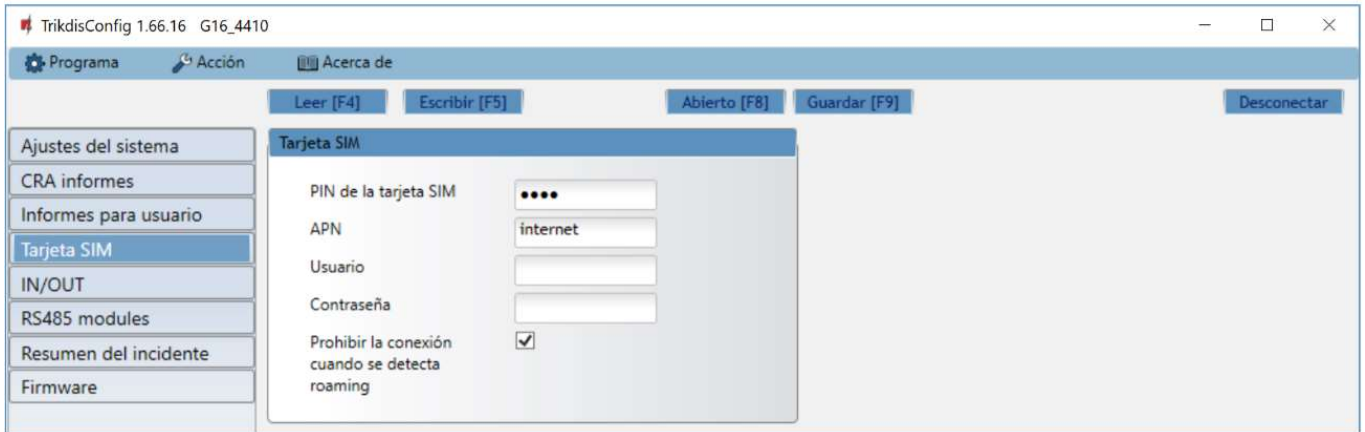 TrikdisConfig 1.66.16 G16_4410
Programa Acción Acerca de
Leer [F4] Escribir [F5] Abierto [F8] Guardar [F9] Desconectar
Ajustes del sistema
CRA informes
Informes para usuario
Tarjeta SIM
IN/OUT
RS485 modules
Resumen del incidente
Firmware
Tarjeta SIM
PIN de la tarjeta SIM ••••
APN internet
Usuario
Contraseña
Prohibir la conexión
cuando se detecta
roaming